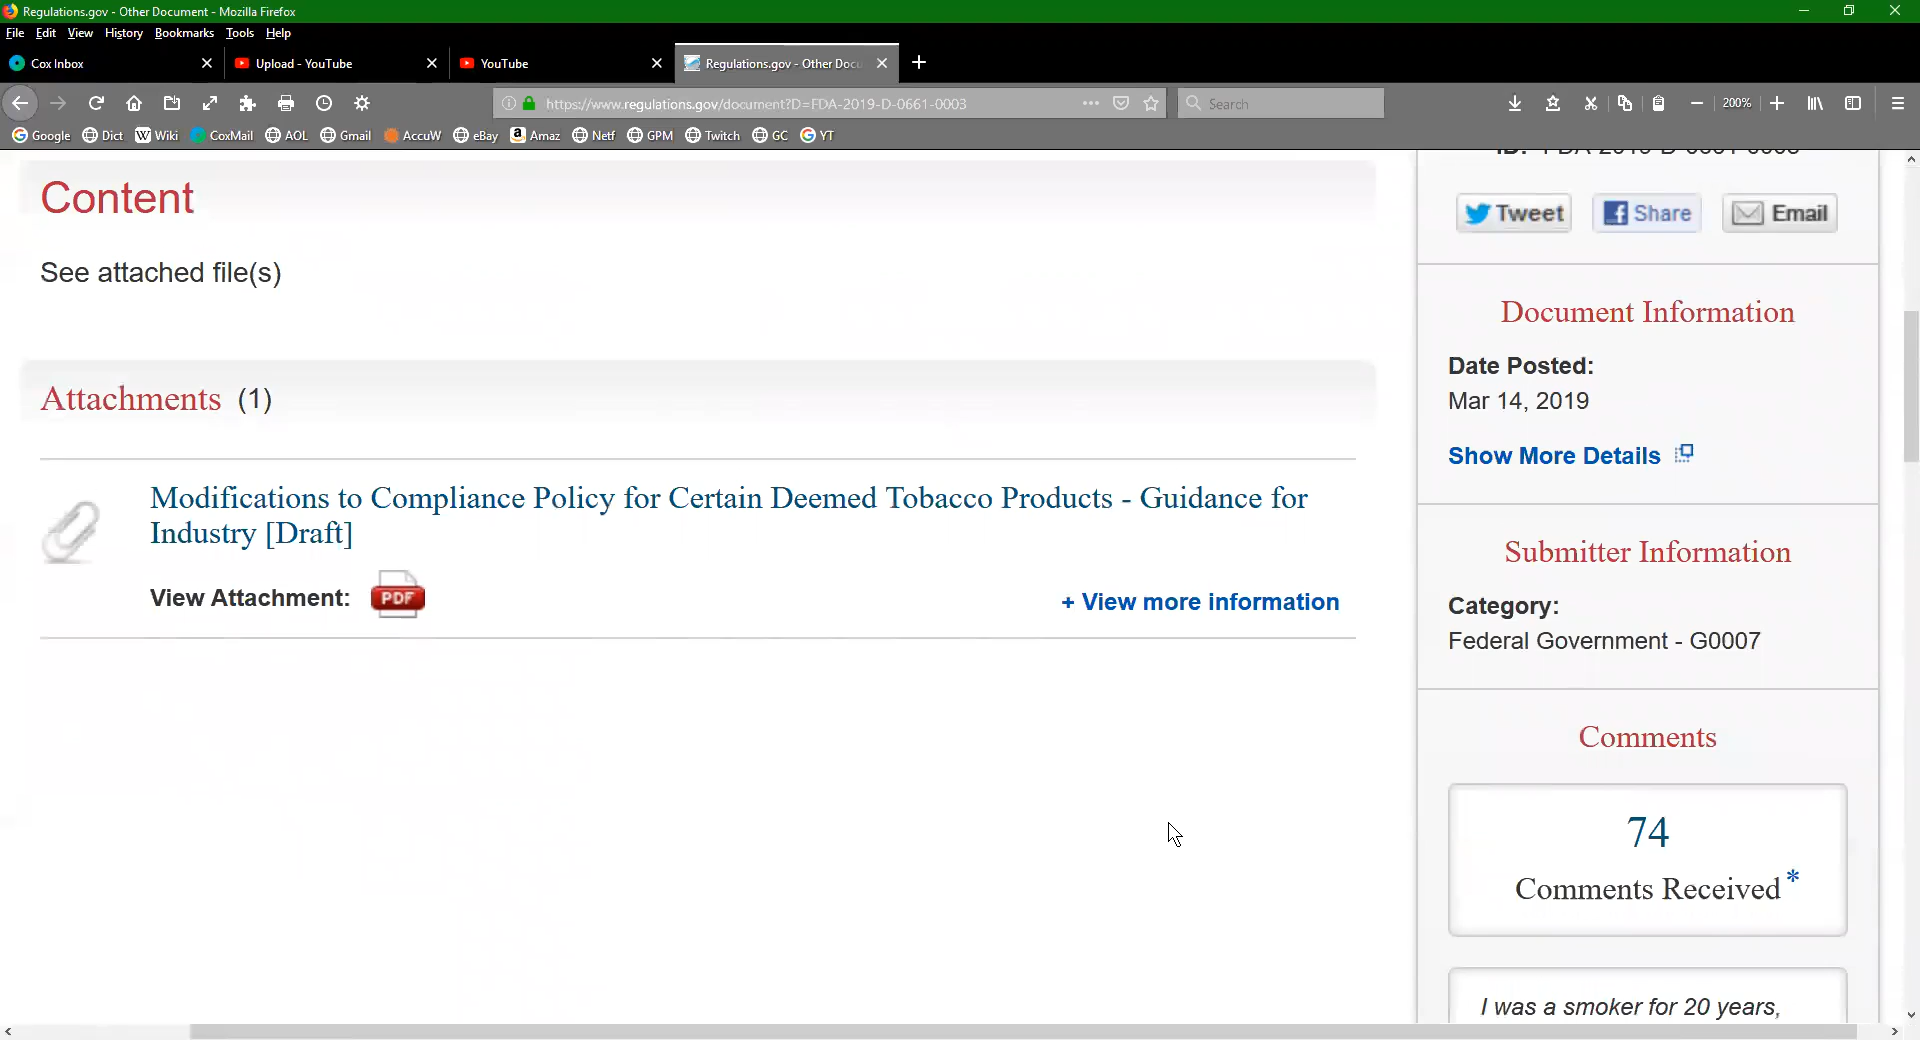 Regulations.gov - Other Document - Mozilla Firefox
File Edit View History Bookmarks Tools Help
Cox Inbox
Upload - YouTube
YouTube
Regulations.gov - Other Docu
https://www.regulations.gov/document?D=FDA-2019-D-0661-0003
Search
200%
Google Dict Wiki CoxMail AOL Gmail AccuW eBay Amaz Netf GPM Twitch GC YT
Content
See attached file(s)
Attachments (1)
Modifications to Compliance Policy for Certain Deemed Tobacco Products - Guidance for
Industry [Draft]
View Attachment: PDF
+ View more information
ID: FDA-2019-D-0661-0003
Tweet Share Email
Document Information
Date Posted:
Mar 14, 2019
Show More Details
Submitter Information
Category:
Federal Government - G0007
Comments
74
Comments Received *
I was a smoker for 20 years,